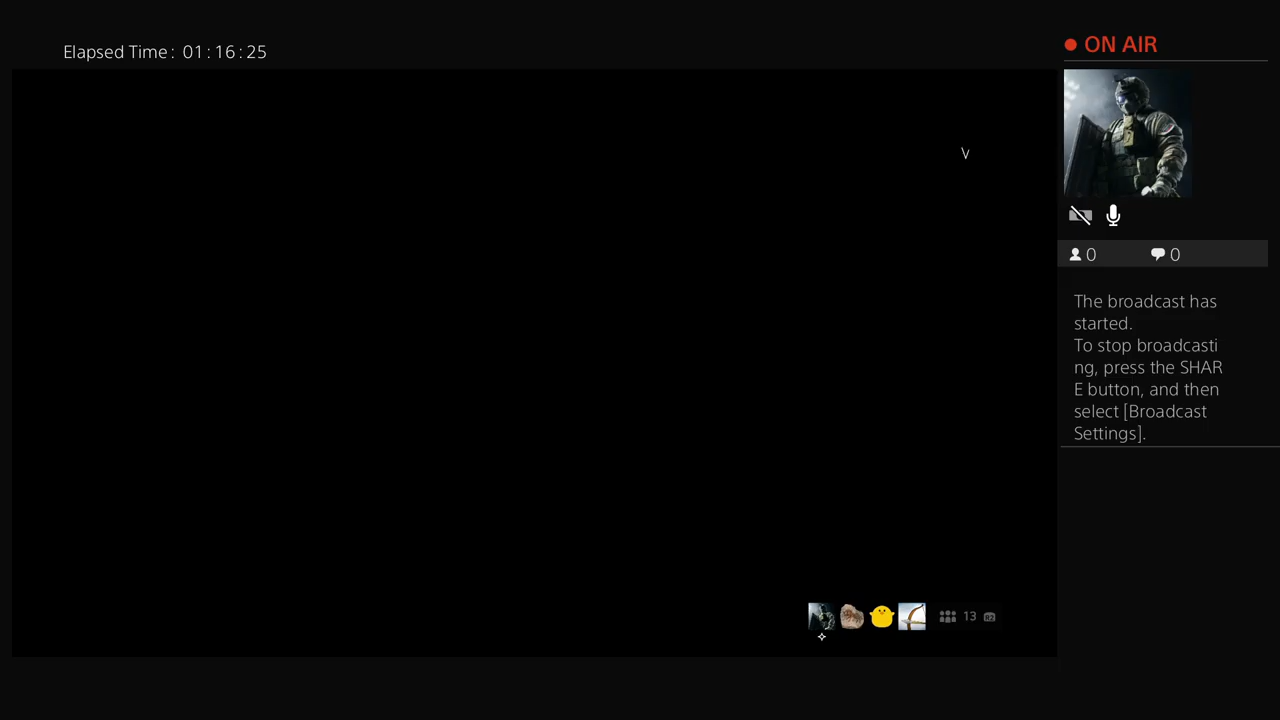 Elapsed Time: 01:16:25
ON AIR
V
0 0
The broadcast has
started.
To stop broadcasti
ng, press the SHAR
E button, and then
select [Broadcast
Settings].
13 R2